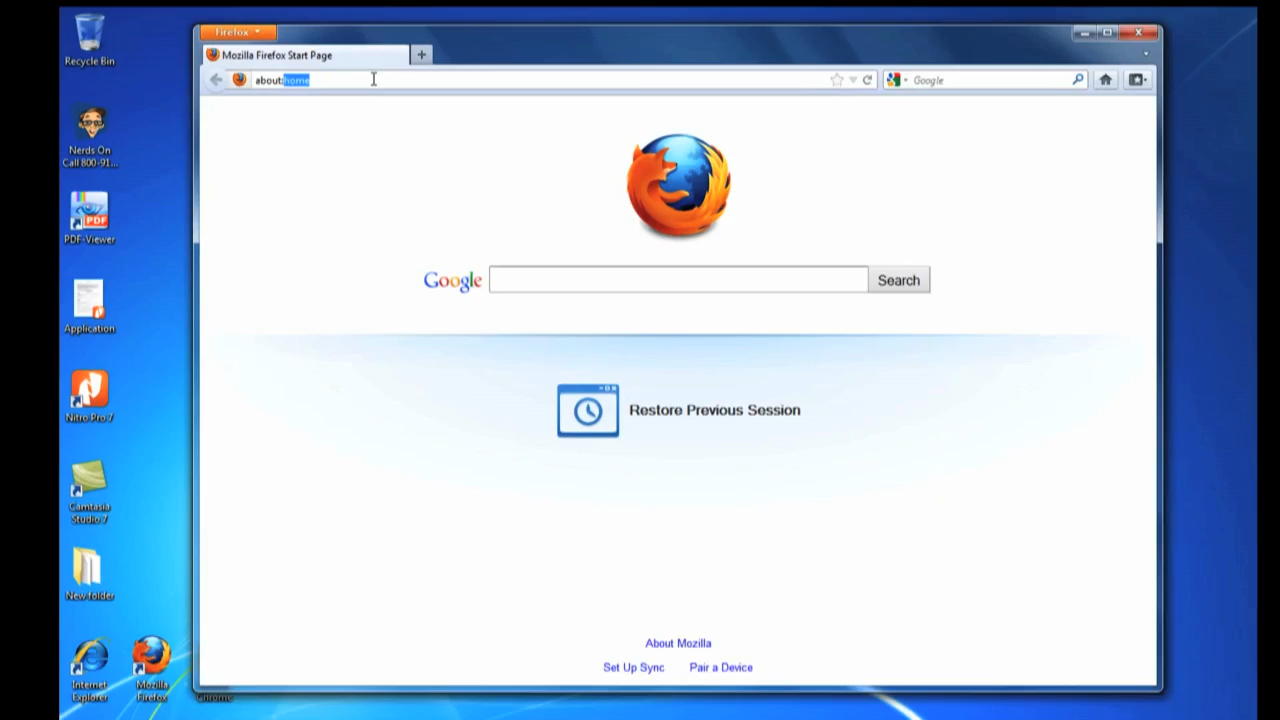 Recycle Bin
Nerds On
Call 800-91...
PDF-Viewer
Application
Nitro Pro 7
Camtasia
Studio 7
New folder
Internet
Explorer
Mozilla
Firefox
Chrome
Firefox
Mozilla Firefox Start Page
about:home
Google
Google
Search
Restore Previous Session
About Mozilla
Set Up Sync
Pair a Device
PDF